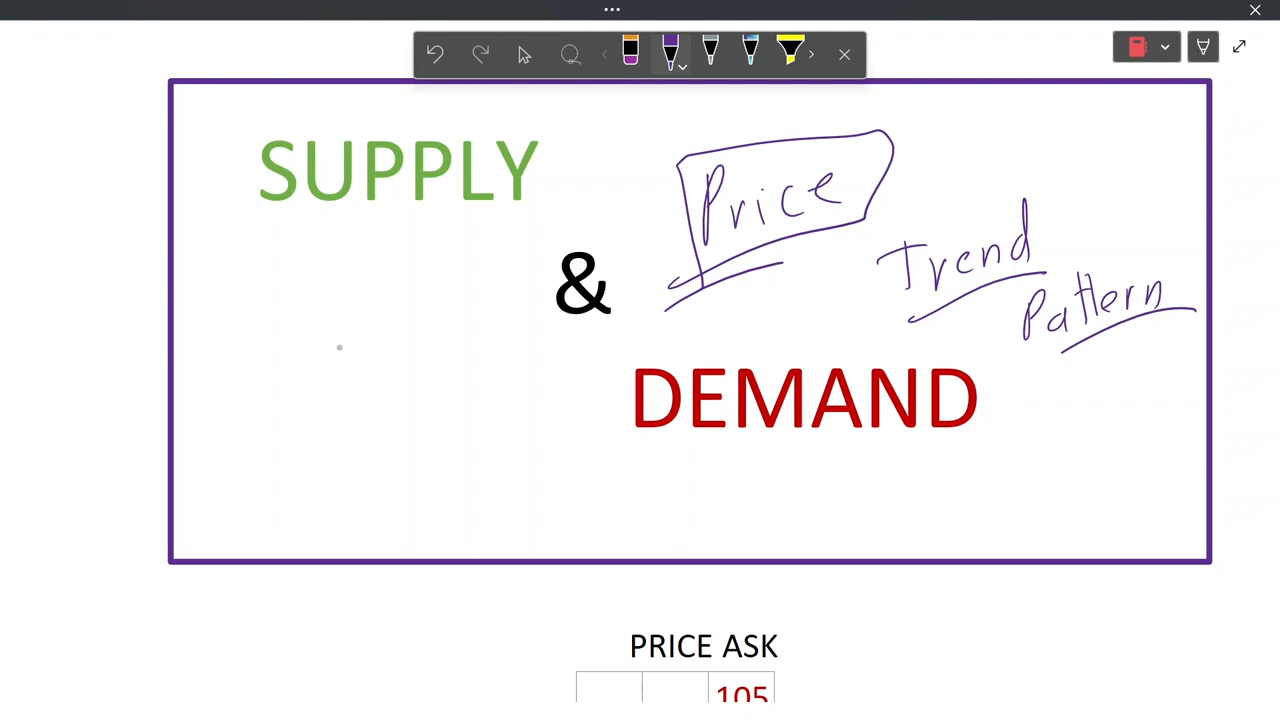 SUPPLY
Price
&
Trend
Pattern
DEMAND
PRICE ASK
105